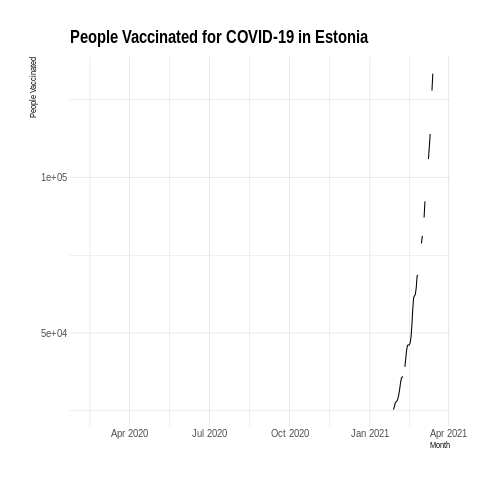 People Vaccinated for COVID-19 in Estonia
People Vaccinated
1e+05
5e+04
Apr 2020 Jul 2020 Oct 2020 Jan 2021 Apr 2021
Month